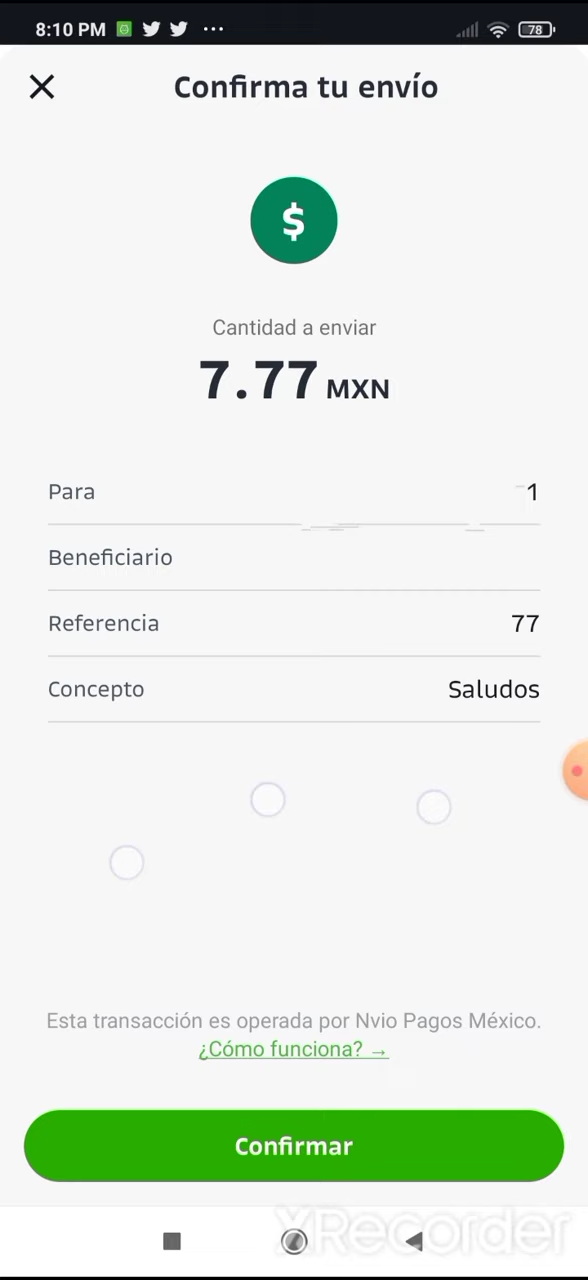 8:10 PM ... 78
Confirma tu envío
$
Cantidad a enviar
7.77 MXN
Para 1
Beneficiario
Referencia 77
Concepto Saludos
Esta transacción es operada por Nvio Pagos México.
¿Cómo funciona? →
Confirmar
XRecorder